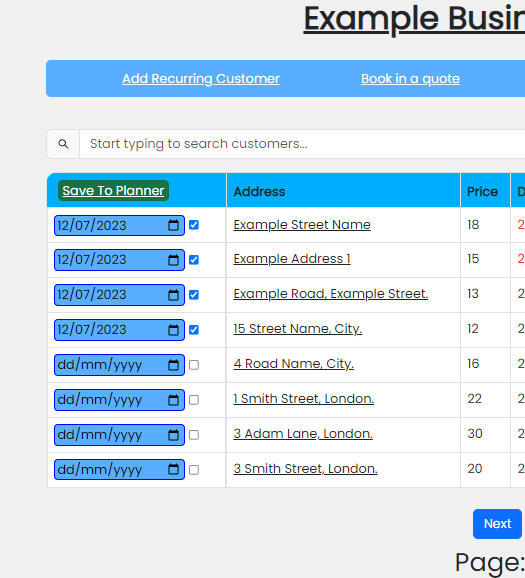 Example Busin
Add Recurring Customer Book in a quote
Start typing to search customers...
Save To Planner Address Price D
12/07/2023 Example Street Name 18 2
12/07/2023 Example Address 1 15 2
12/07/2023 Example Road, Example Street. 13 2
12/07/2023 15 Street Name, City. 12 2
dd/mm/yyyy 4 Road Name, City. 16 2
dd/mm/yyyy 1 Smith Street, London. 22 2
dd/mm/yyyy 3 Adam Lane, London. 30 2
dd/mm/yyyy 3 Smith Street, London. 20 2
Next
Page: